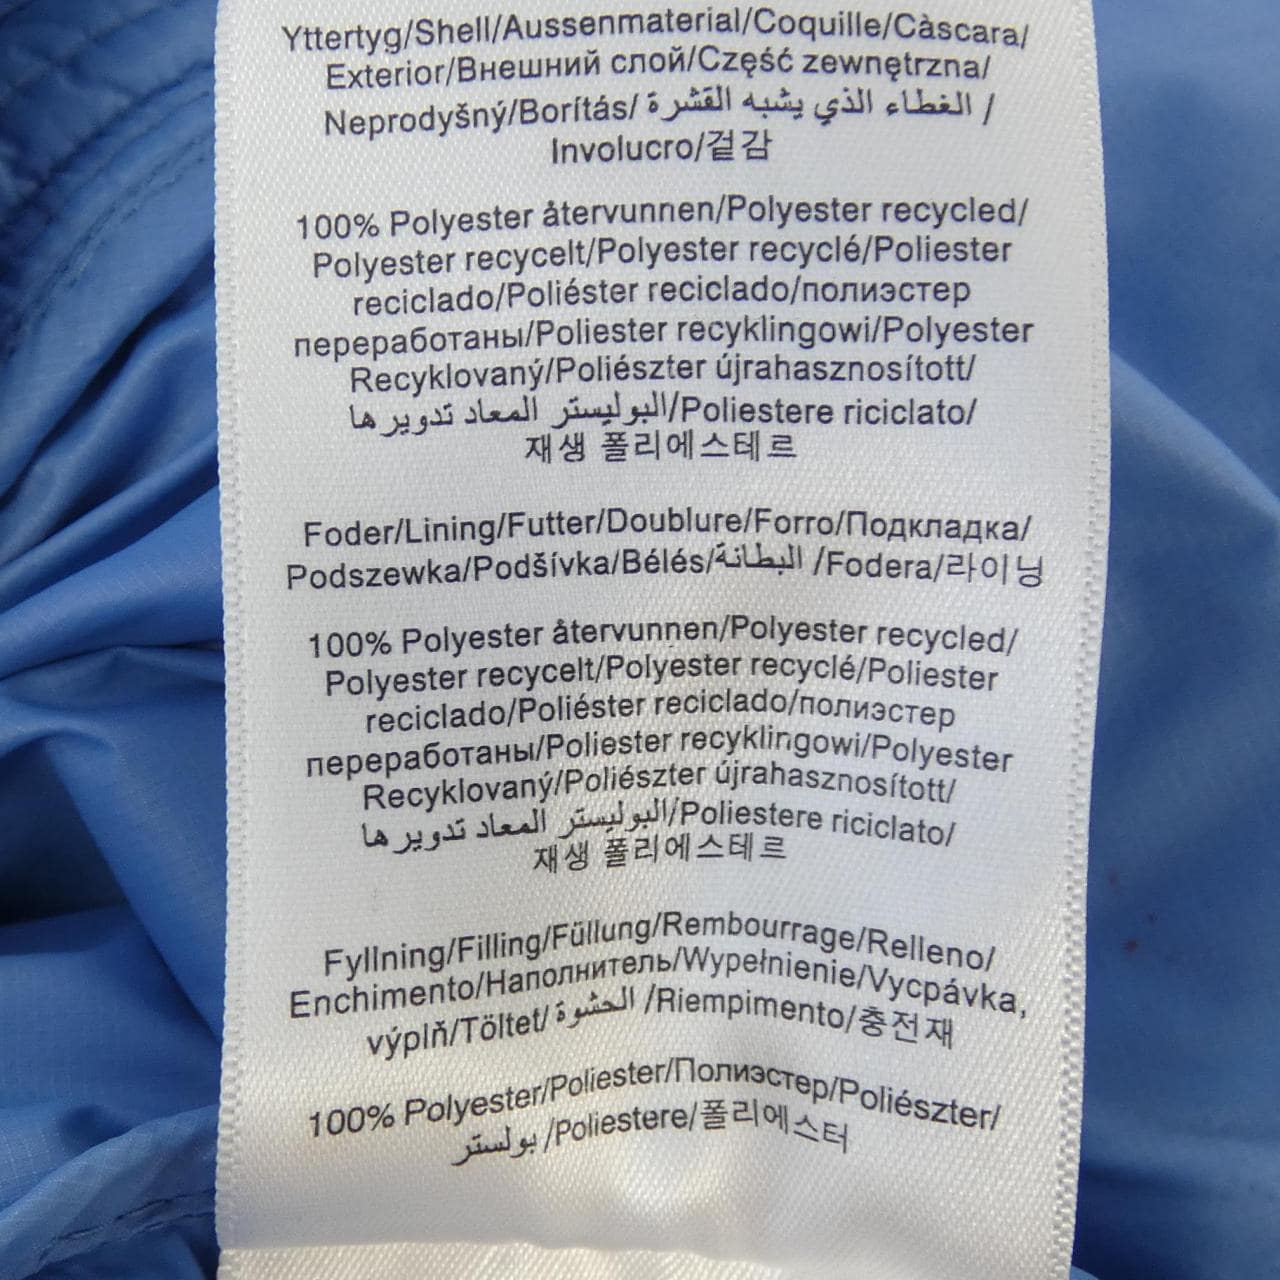 Yttertyg/Shell/Aussenmaterial/Coquille/Càscara/
Exterior/Внешний слой/Część zewnętrzna/
Neprodyšný/Borítás/ الغطاء الذي يشبه القشرة /
Involucro/겉감
100% Polyester återvunnen/Polyester recycled/
Polyester recycelt/Polyester recyclé/Poliester
reciclado/Poliéster reciclado/полиэстер
переработаны/Poliester recyklingowi/Polyester
Recyklovaný/Poliészter újrahasznosított/
البوليستر المعاد تدويرها/Poliestere riciclato/
재생 폴리에스테르
Foder/Lining/Futter/Doublure/Forro/Подкладка/
Podszewka/Podšívka/Bélés/البطانة /Fodera/라이닝
100% Polyester återvunnen/Polyester recycled/
Polyester recycelt/Polyester recyclé/Poliester
reciclado/Poliéster reciclado/полиэстер
переработаны/Poliester recyklingowi/Polyester
Recyklovaný/Poliészter újrahasznosított/
البوليستر المعاد تدويرها/Poliestere riciclato/
재생 폴리에스테르
Fyllning/Filling/Füllung/Rembourrage/Relleno/
Enchimento/Наполнитель/Wypełnienie/Vycpávka,
výplň/Töltet/ الحشوة /Riempimento/충전재
100% Polyester/Poliester/Полиэстер/Poliészter/
بولستر /Poliestere/폴리에스터